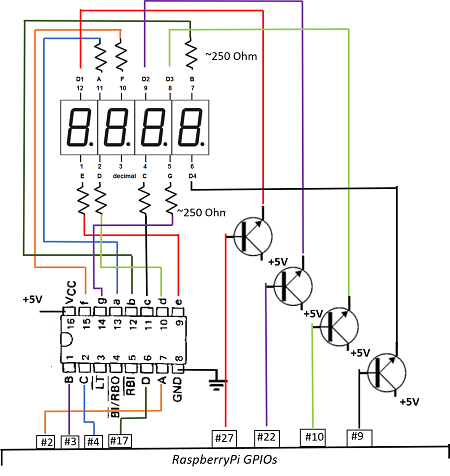 ~250 Ohm
D1 A F D2 D3 B
12 11 10 9 8 7
1 2 3 4 5 6
E D decimal C G D4
~250 Ohm
+5V
+5V
+5V
+5V
+5V
VCC f g a b c d e
16 15 14 13 12 11 10 9
1 2 3 4 5 6 7 8
B C LT BI/RBO RBI D A GND
#2 #3 #4 #17 #27 #22 #10 #9
RaspberryPi GPIOs